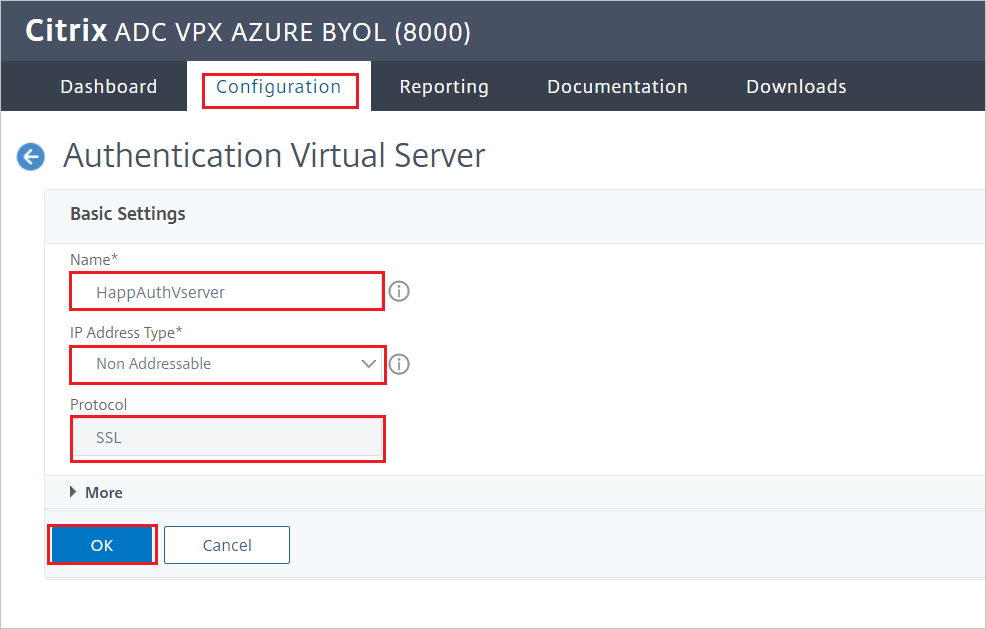 Citrix ADC VPX AZURE BYOL (8000)
Dashboard Configuration Reporting Documentation Downloads
Authentication Virtual Server
Basic Settings
Name*
HappAuthVserver
IP Address Type*
Non Addressable
Protocol
SSL
More
OK Cancel